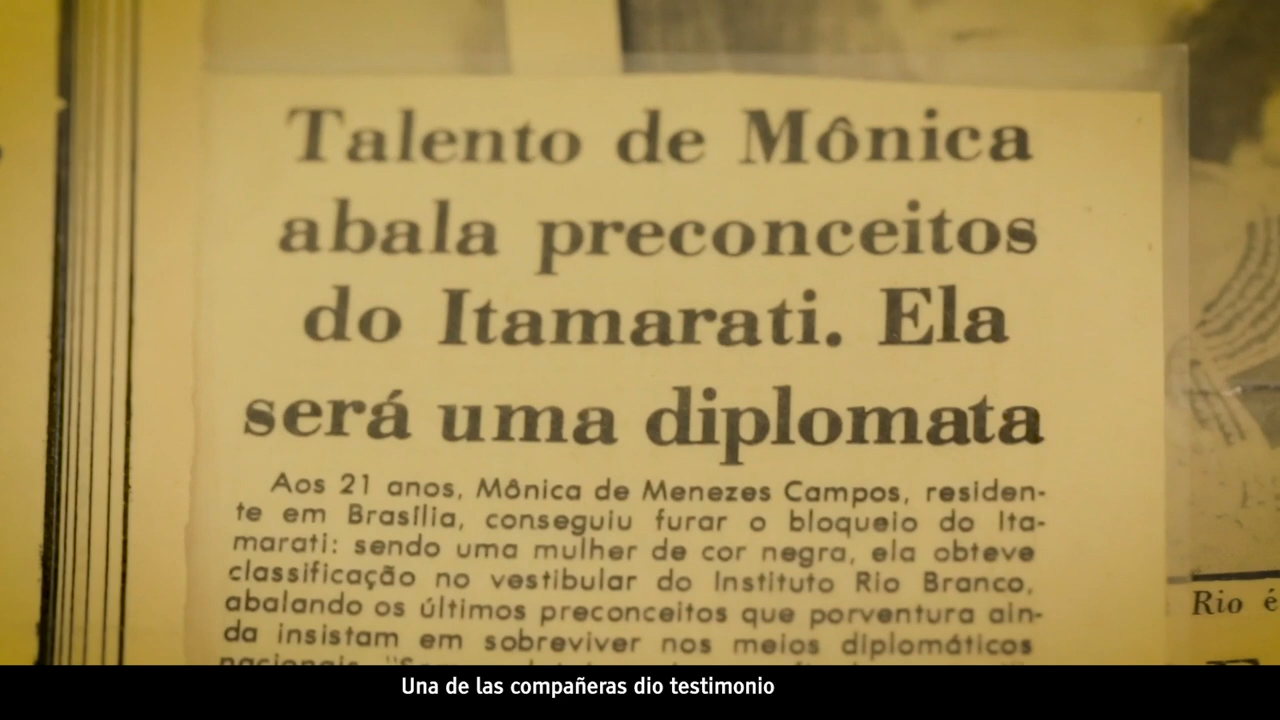 Talento de Mônica
abala preconceitos
do Itamarati. Ela
será uma diplomata
Aos 21 anos, Mônica de Menezes Campos, residen-
te em Brasília, conseguiu furar o bloqueio do Ita-
marati: sendo uma mulher de cor negra, ela obteve
classificação no vestibular do Instituto Rio Branco,
abalando os últimos preconceitos que porventura ain-
da insistam em sobreviver nos meios diplomáticos
nacionais.
Rio é
Una de las compañeras dio testimonio